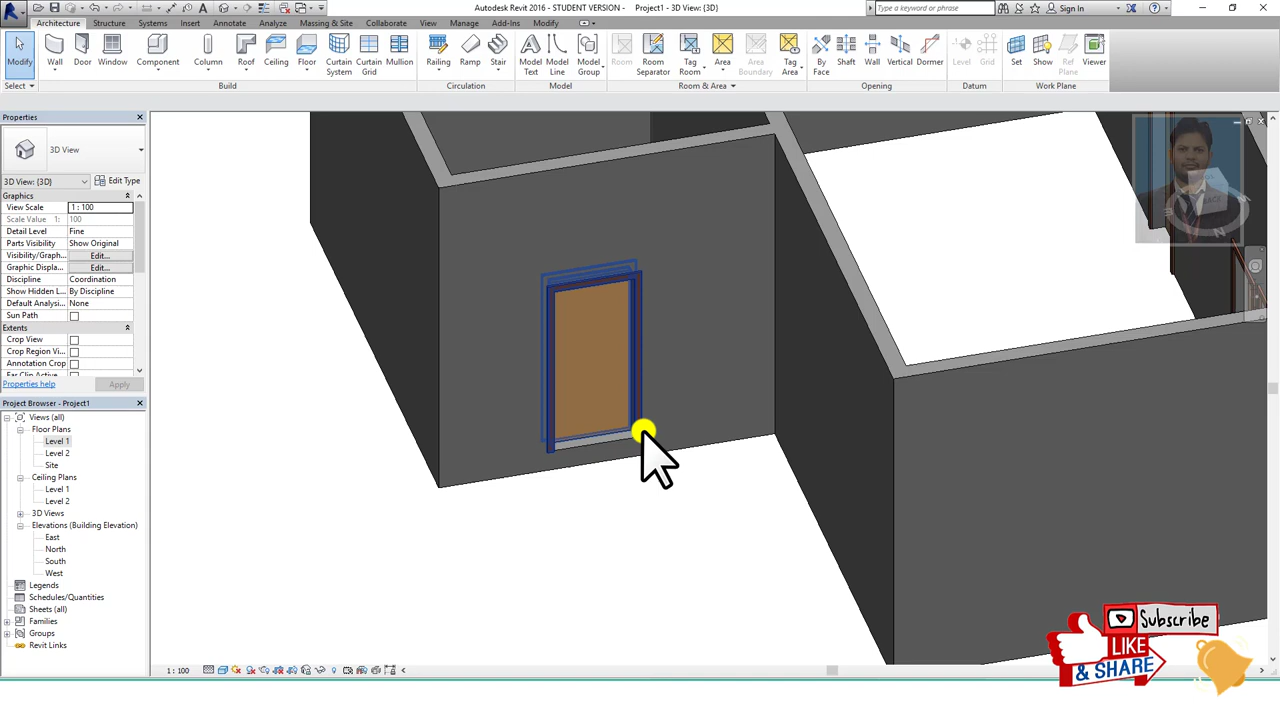 Autodesk Revit 2016 - STUDENT VERSION - Project1 - 3D View: {3D}
Type a keyword or phrase
Sign In
Architecture Structure Systems Insert Annotate Analyze Massing & Site Collaborate View Manage Add-Ins Modify
Modify Wall Door Window Component Column Roof Ceiling Floor Curtain System Curtain Grid Mullion Railing Ramp Stair Model Text Model Line Model Group Room Room Separator Tag Room Area Area Boundary Tag Area By Face Shaft Wall Vertical Dormer Level Grid Set Show Ref Plane Viewer
Select Build Circulation Model Room & Area Opening Datum Work Plane
Properties
3D View
3D View: {3D} Edit Type
Graphics
View Scale 1 : 100
Scale Value 1: 100
Detail Level Fine
Parts Visibility Show Original
Visibility/Graph... Edit...
Graphic Displa... Edit...
Discipline Coordination
Show Hidden L... By Discipline
Default Analysi... None
Sun Path
Extents
Crop View
Crop Region Vi...
Annotation Crop
Far Clip Active
Properties help Apply
Project Browser - Project1
Views (all)
Floor Plans
Level 1
Level 2
Site
Ceiling Plans
Level 1
Level 2
3D Views
Elevations (Building Elevation)
East
North
South
West
Legends
Schedules/Quantities
Sheets (all)
Families
Groups
Revit Links
1 : 100
Subscribe
LIKE
& SHARE